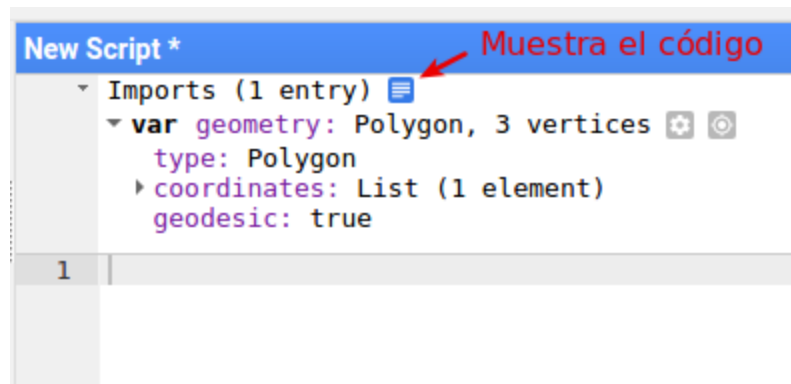 New Script *
Muestra el código
Imports (1 entry)
var geometry: Polygon, 3 vertices
type: Polygon
coordinates: List (1 element)
geodesic: true
1